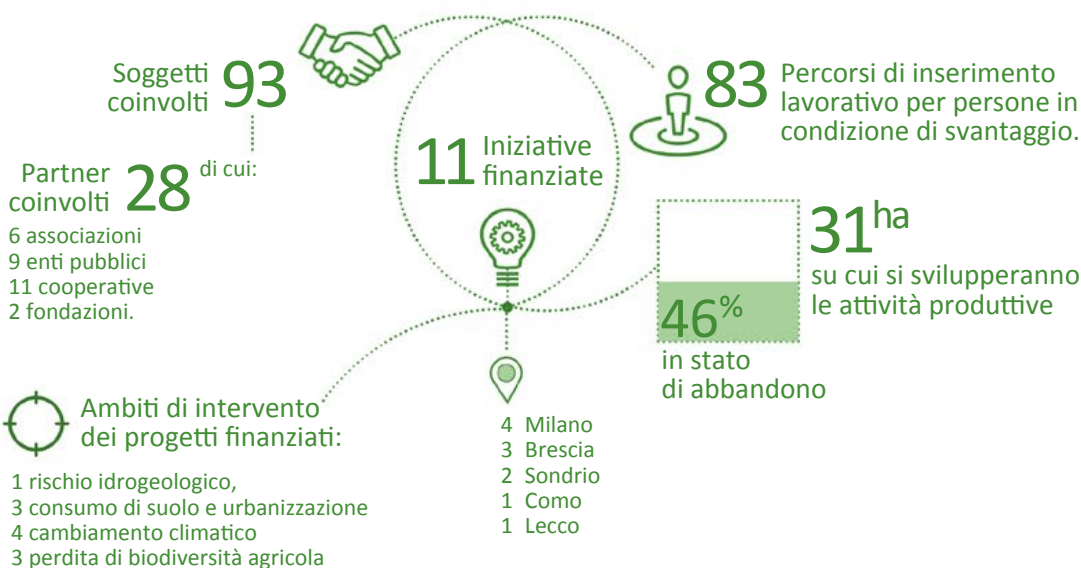 Soggetti
coinvolti 93
Partner
coinvolti 28 di cui:
6 associazioni
9 enti pubblici
11 cooperative
2 fondazioni.
11 Iniziative
finanziate
83 Percorsi di inserimento
lavorativo per persone in
condizione di svantaggio.
31 ha
su cui si svilupperanno
le attività produttive
46%
in stato
di abbandono
Ambiti di intervento
dei progetti finanziati:
1 rischio idrogeologico,
3 consumo di suolo e urbanizzazione
4 cambiamento climatico
3 perdita di biodiversità agricola
4 Milano
3 Brescia
2 Sondrio
1 Como
1 Lecco